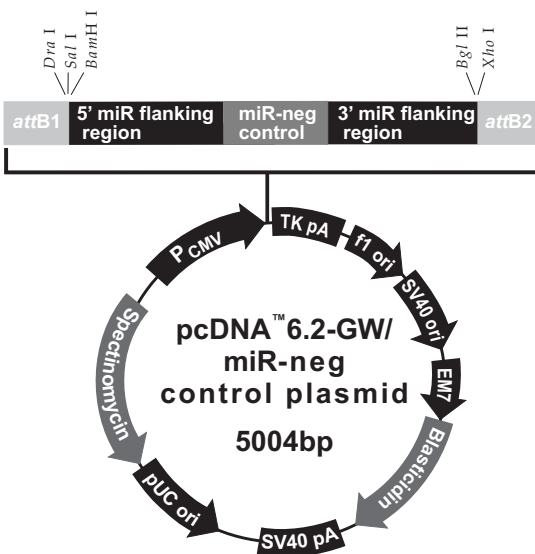 Dra I
Sal I
BamH I
Bgl II
Xho I
attB1
5' miR flanking
region
miR-neg
control
3' miR flanking
region
attB2
PCMV
TK pA
f1 ori
SV40 ori
EM7
Blasticidin
SV40 pA
pUC ori
Spectinomycin
pcDNA™6.2-GW/
miR-neg
control plasmid
5004bp